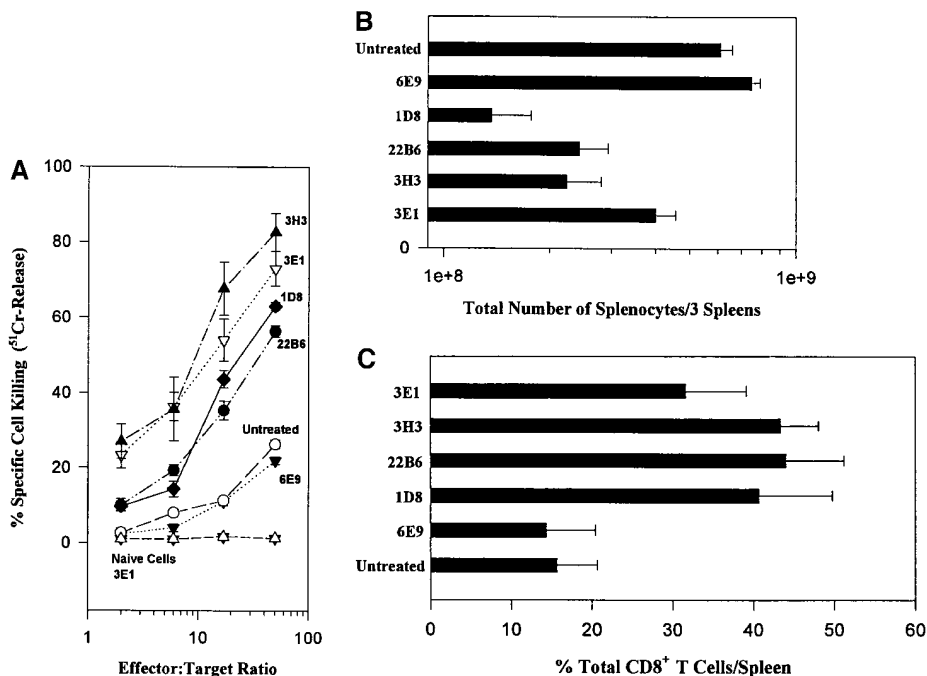 A
% Specific Cell Killing (⁵¹Cr-Release)
100
80
60
40
20
0
3H3
3E1
1D8
22B6
Untreated
6E9
Naive Cells
3E1
1
10
100
Effector:Target Ratio
B
Untreated
6E9
1D8
22B6
3H3
3E1
0
1e+8
1e+9
Total Number of Splenocytes/3 Spleens
C
3E1
3H3
22B6
1D8
6E9
Untreated
0
10
20
30
40
50
60
% Total CD8⁺ T Cells/Spleen